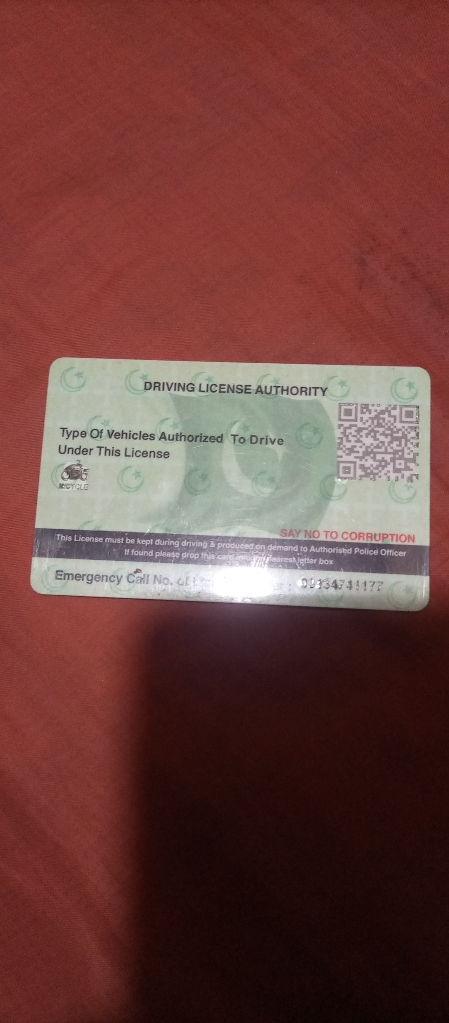 DRIVING LICENSE AUTHORITY
Type Of Vehicles Authorized To Drive
Under This License
M.CYCLE
SAY NO TO CORRUPTION
This License must be kept during driving & produced on demand to Authorised Police Officer
If found please drop this card into nearest letter box
Emergency Call No. of